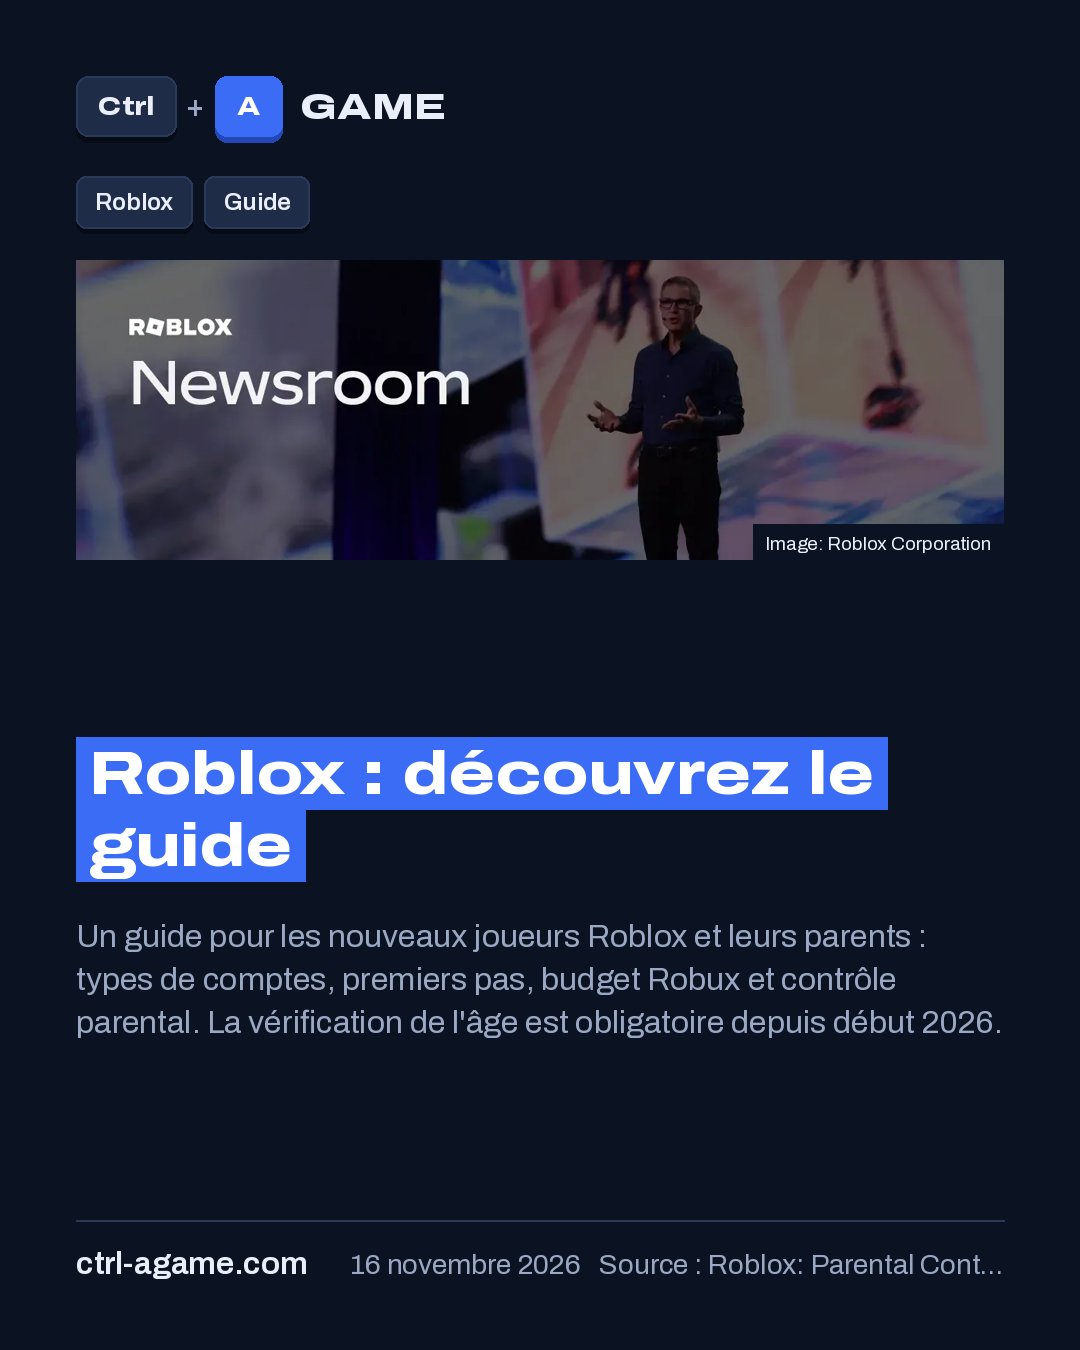 Ctrl + A GAME
Roblox Guide
ROBLOX
Newsroom
Image: Roblox Corporation
Roblox : découvrez le
guide
Un guide pour les nouveaux joueurs Roblox et leurs parents :
types de comptes, premiers pas, budget Robux et contrôle
parental. La vérification de l'âge est obligatoire depuis début 2026.
ctrl-agame.com 16 novembre 2026 Source : Roblox: Parental Cont...